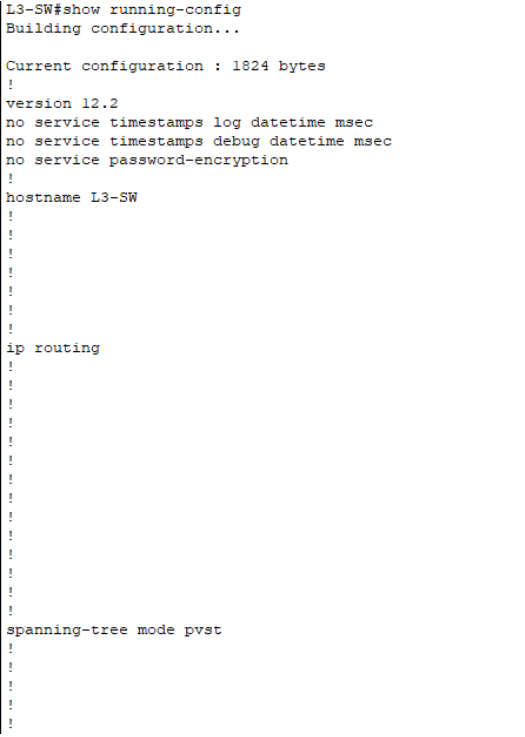 L3-SW#show running-config
Building configuration...
Current configuration : 1824 bytes
!
version 12.2
no service timestamps log datetime msec
no service timestamps debug datetime msec
no service password-encryption
!
hostname L3-SW
!
!
!
!
!
!
!
ip routing
!
!
!
!
!
!
!
!
!
!
!
!
!
!
spanning-tree mode pvst
!
!
!
!
!